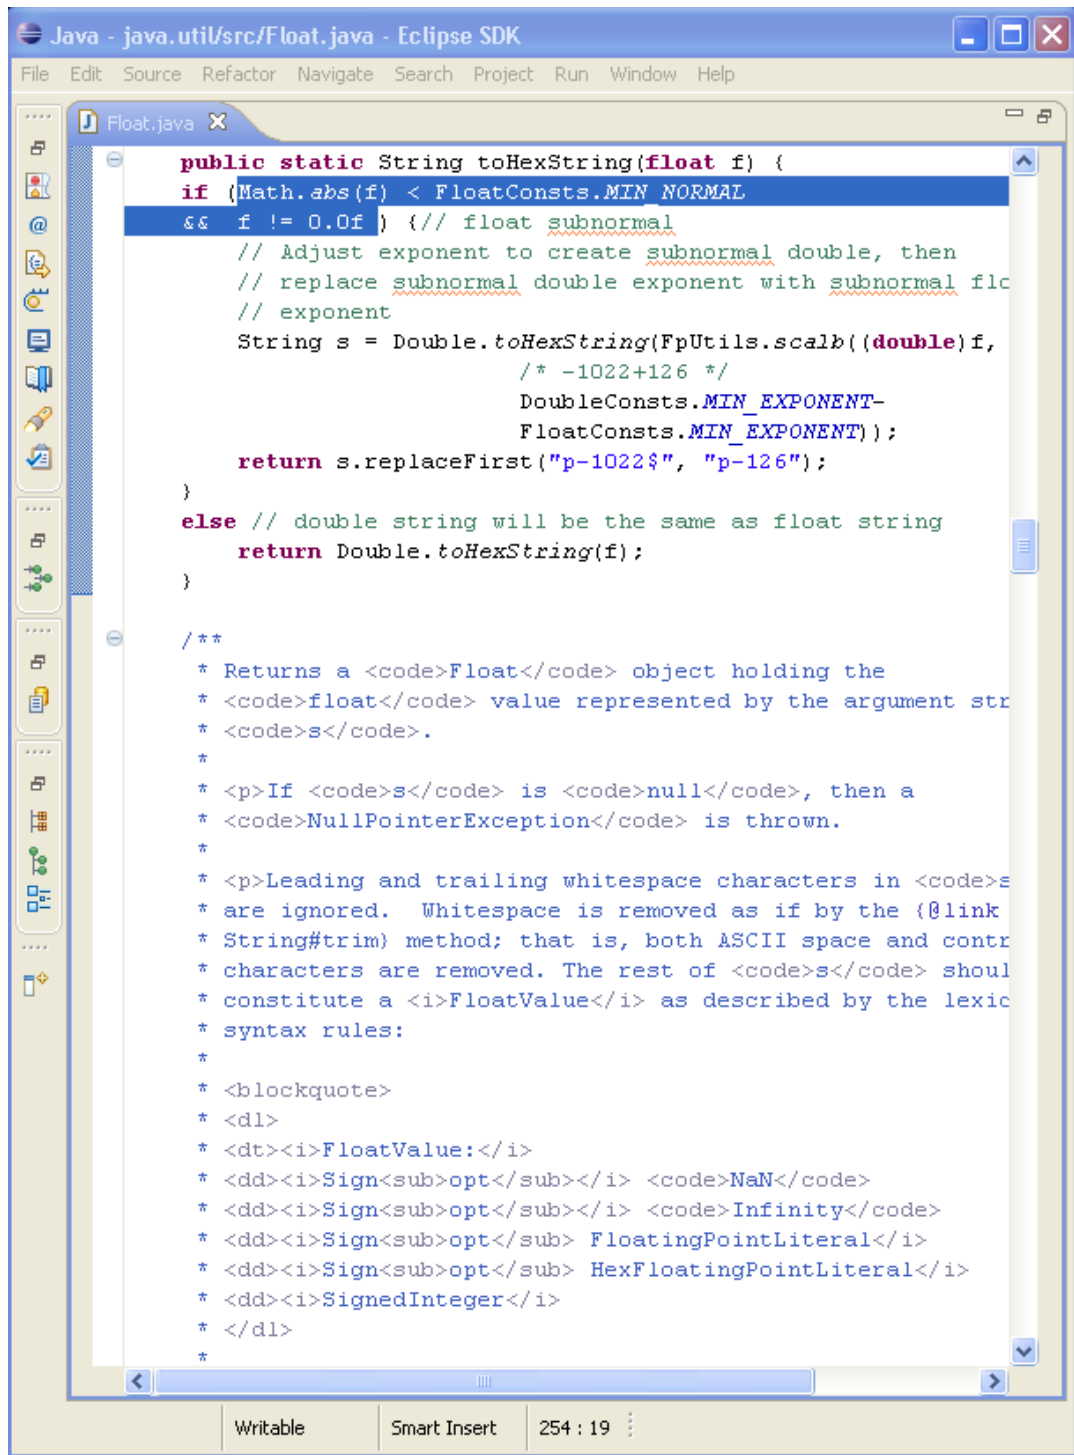 Java - java.util/src/Float.java - Eclipse SDK
File Edit Source Refactor Navigate Search Project Run Window Help
Float.java
public static String toHexString(float f) {
if (Math.abs(f) < FloatConsts.MIN_NORMAL
&& f != 0.0f ) {// float subnormal
// Adjust exponent to create subnormal double, then
// replace subnormal double exponent with subnormal flo
// exponent
String s = Double.toHexString(FpUtils.scalb((double)f,
/* -1022+126 */
DoubleConsts.MIN_EXPONENT-
FloatConsts.MIN_EXPONENT));
return s.replaceFirst("p-1022$", "p-126");
}
else // double string will be the same as float string
return Double.toHexString(f);
}
/**
* Returns a <code>Float</code> object holding the
* <code>float</code> value represented by the argument str
* <code>s</code>.
*
* <p>If <code>s</code> is <code>null</code>, then a
* <code>NullPointerException</code> is thrown.
*
* <p>Leading and trailing whitespace characters in <code>s
* are ignored.  Whitespace is removed as if by the {@link
* String#trim} method; that is, both ASCII space and contr
* characters are removed. The rest of <code>s</code> shoul
* constitute a <i>FloatValue</i> as described by the lexic
* syntax rules:
*
* <blockquote>
* <dl>
* <dt><i>FloatValue:</i>
* <dd><i>Sign<sub>opt</sub></i> <code>NaN</code>
* <dd><i>Sign<sub>opt</sub></i> <code>Infinity</code>
* <dd><i>Sign<sub>opt</sub> FloatingPointLiteral</i>
* <dd><i>Sign<sub>opt</sub> HexFloatingPointLiteral</i>
* <dd><i>SignedInteger</i>
* </dl>
*
Writable Smart Insert 254 : 19